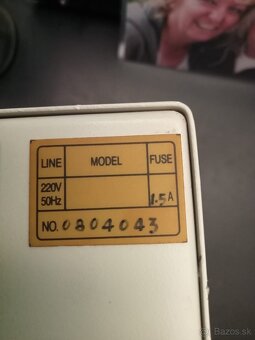 LINE MODEL FUSE
220V
50Hz 1.5A
NO. 0804043
Bazos.sk